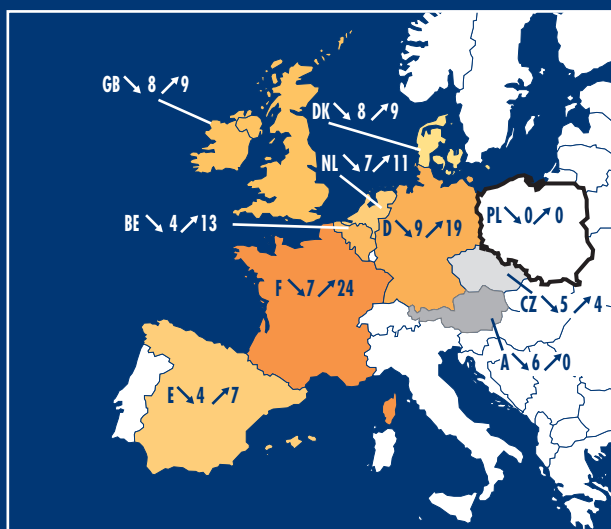 GB ↘ 8 ↗9
DK ↘ 8 ↗9
NL ↘7 ↗11
BE ↘ 4 ↗13
D ↘9 ↗19
PL ↘0 ↗0
F ↘7 ↗24
CZ ↘5 ↗4
A ↘6 ↗0
E ↘4 ↗7